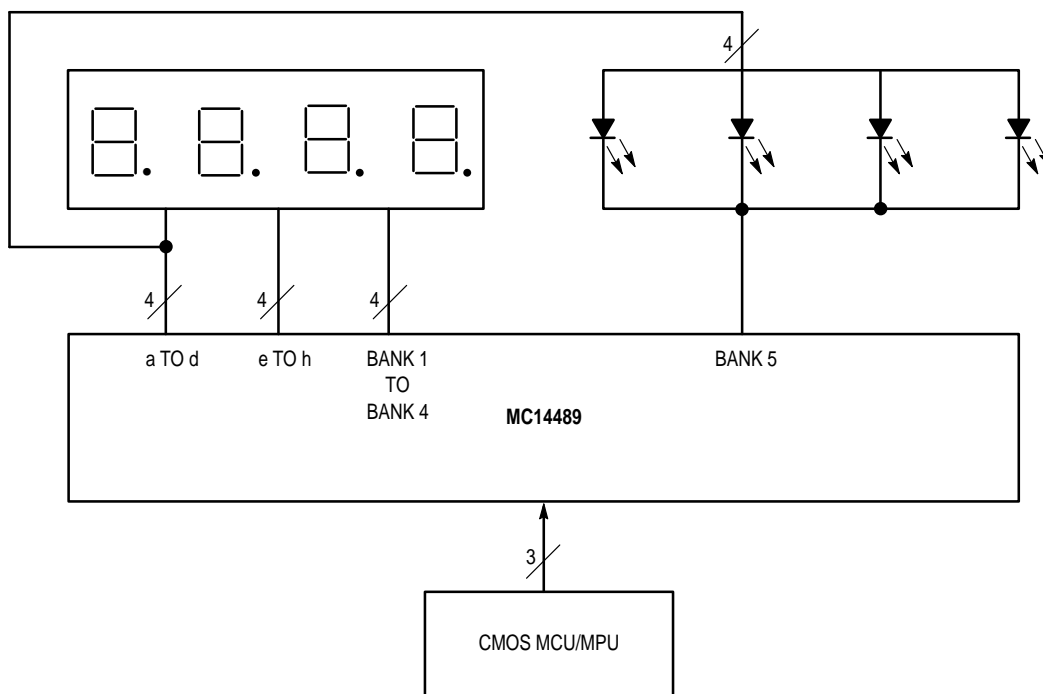 4
4
4
4
a TO d
e TO h
BANK 1
TO
BANK 4
BANK 5
MC14489
3
CMOS MCU/MPU